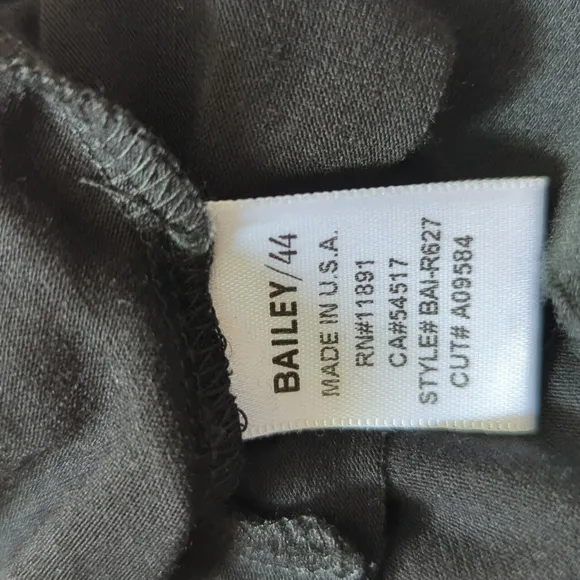 BAILEY/44
MADE IN U.S.A.
RN#11891
CA#54517
STYLE# BAI-R627
CUT# A09584